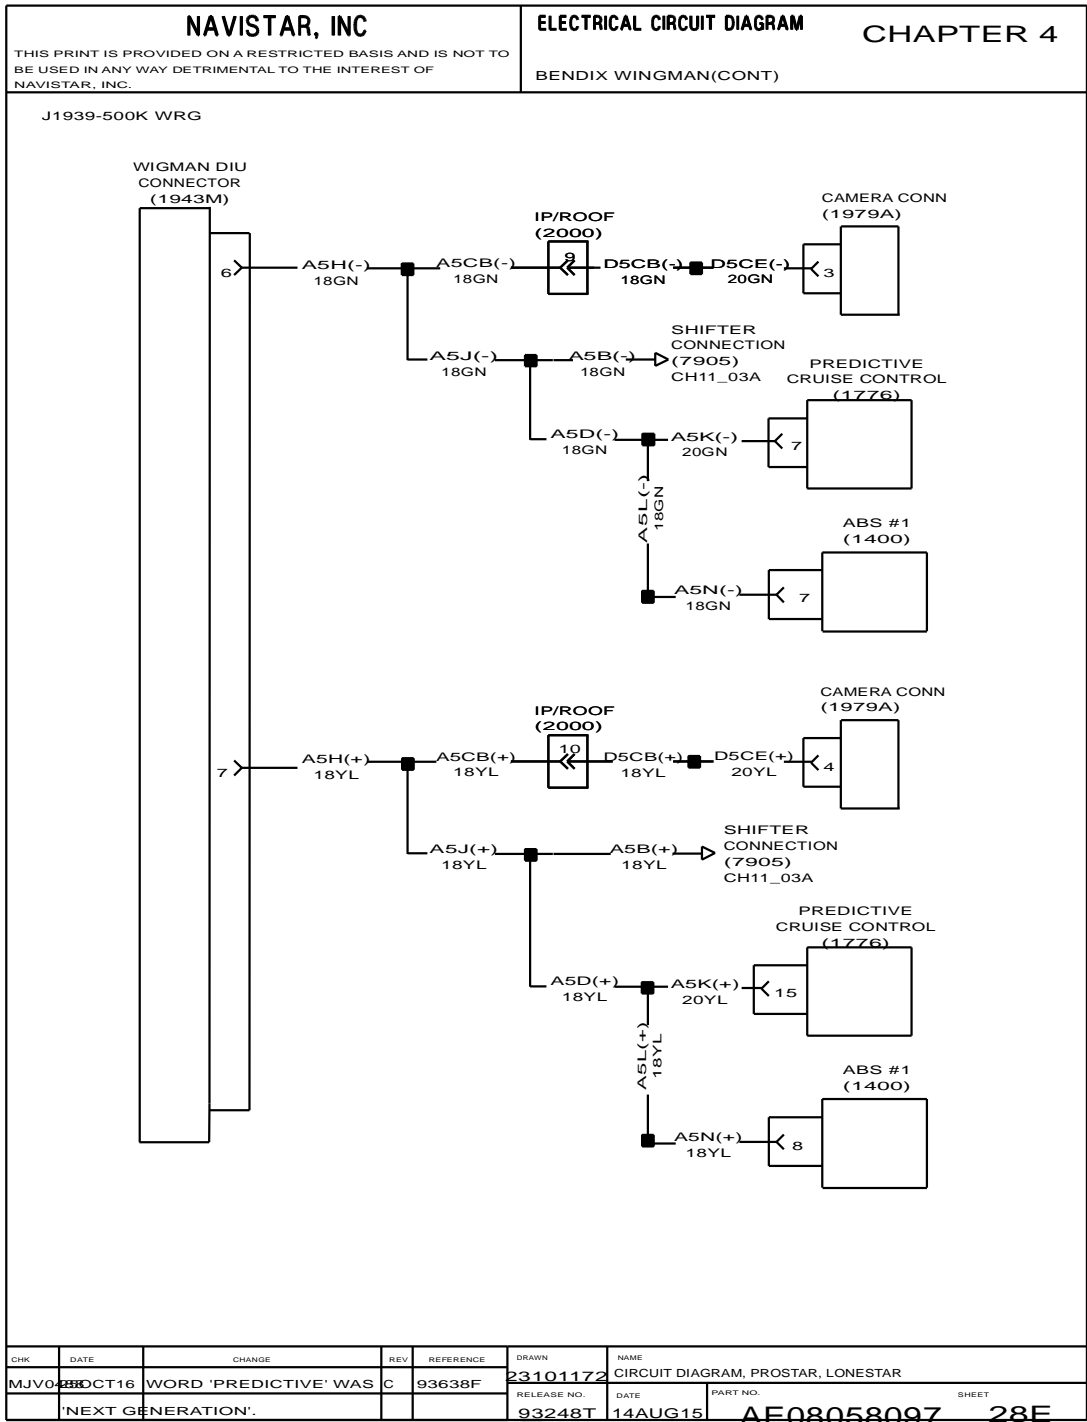 NAVISTAR, INC
THIS PRINT IS PROVIDED ON A RESTRICTED BASIS AND IS NOT TO
BE USED IN ANY WAY DETRIMENTAL TO THE INTEREST OF
NAVISTAR, INC.
ELECTRICAL CIRCUIT DIAGRAM
CHAPTER 4
BENDIX WINGMAN(CONT)
J1939-500K WRG
WIGMAN DIU
CONNECTOR
(1943M)
6
A5H(-)
18GN
A5CB(-)
18GN
IP/ROOF
(2000)
9
D5CB(-)
18GN
D5CE(-)
20GN
CAMERA CONN
(1979A)
3
A5J(-)
18GN
A5B(-)
18GN
SHIFTER
CONNECTION
(7905)
CH11_03A
PREDICTIVE
CRUISE CONTROL
(1776)
A5D(-)
18GN
A5K(-)
20GN
7
A5L(-)
18GN
ABS #1
(1400)
A5N(-)
18GN
7
7
A5H(+)
18YL
A5CB(+)
18YL
IP/ROOF
(2000)
10
D5CB(+)
18YL
D5CE(+)
20YL
CAMERA CONN
(1979A)
4
A5J(+)
18YL
A5B(+)
18YL
SHIFTER
CONNECTION
(7905)
CH11_03A
PREDICTIVE
CRUISE CONTROL
(1776)
A5D(+)
18YL
A5K(+)
20YL
15
A5L(+)
18YL
ABS #1
(1400)
A5N(+)
18YL
8
CHK
DATE
CHANGE
REV
REFERENCE
DRAWN
NAME
OCT16
WORD 'PREDICTIVE' WAS
C
93638F
23101172
CIRCUIT DIAGRAM, PROSTAR, LONESTAR
'NEXT GENERATION'.
RELEASE NO.
93248T
DATE
14AUG15
PART NO.
AF08058097
SHEET
28F